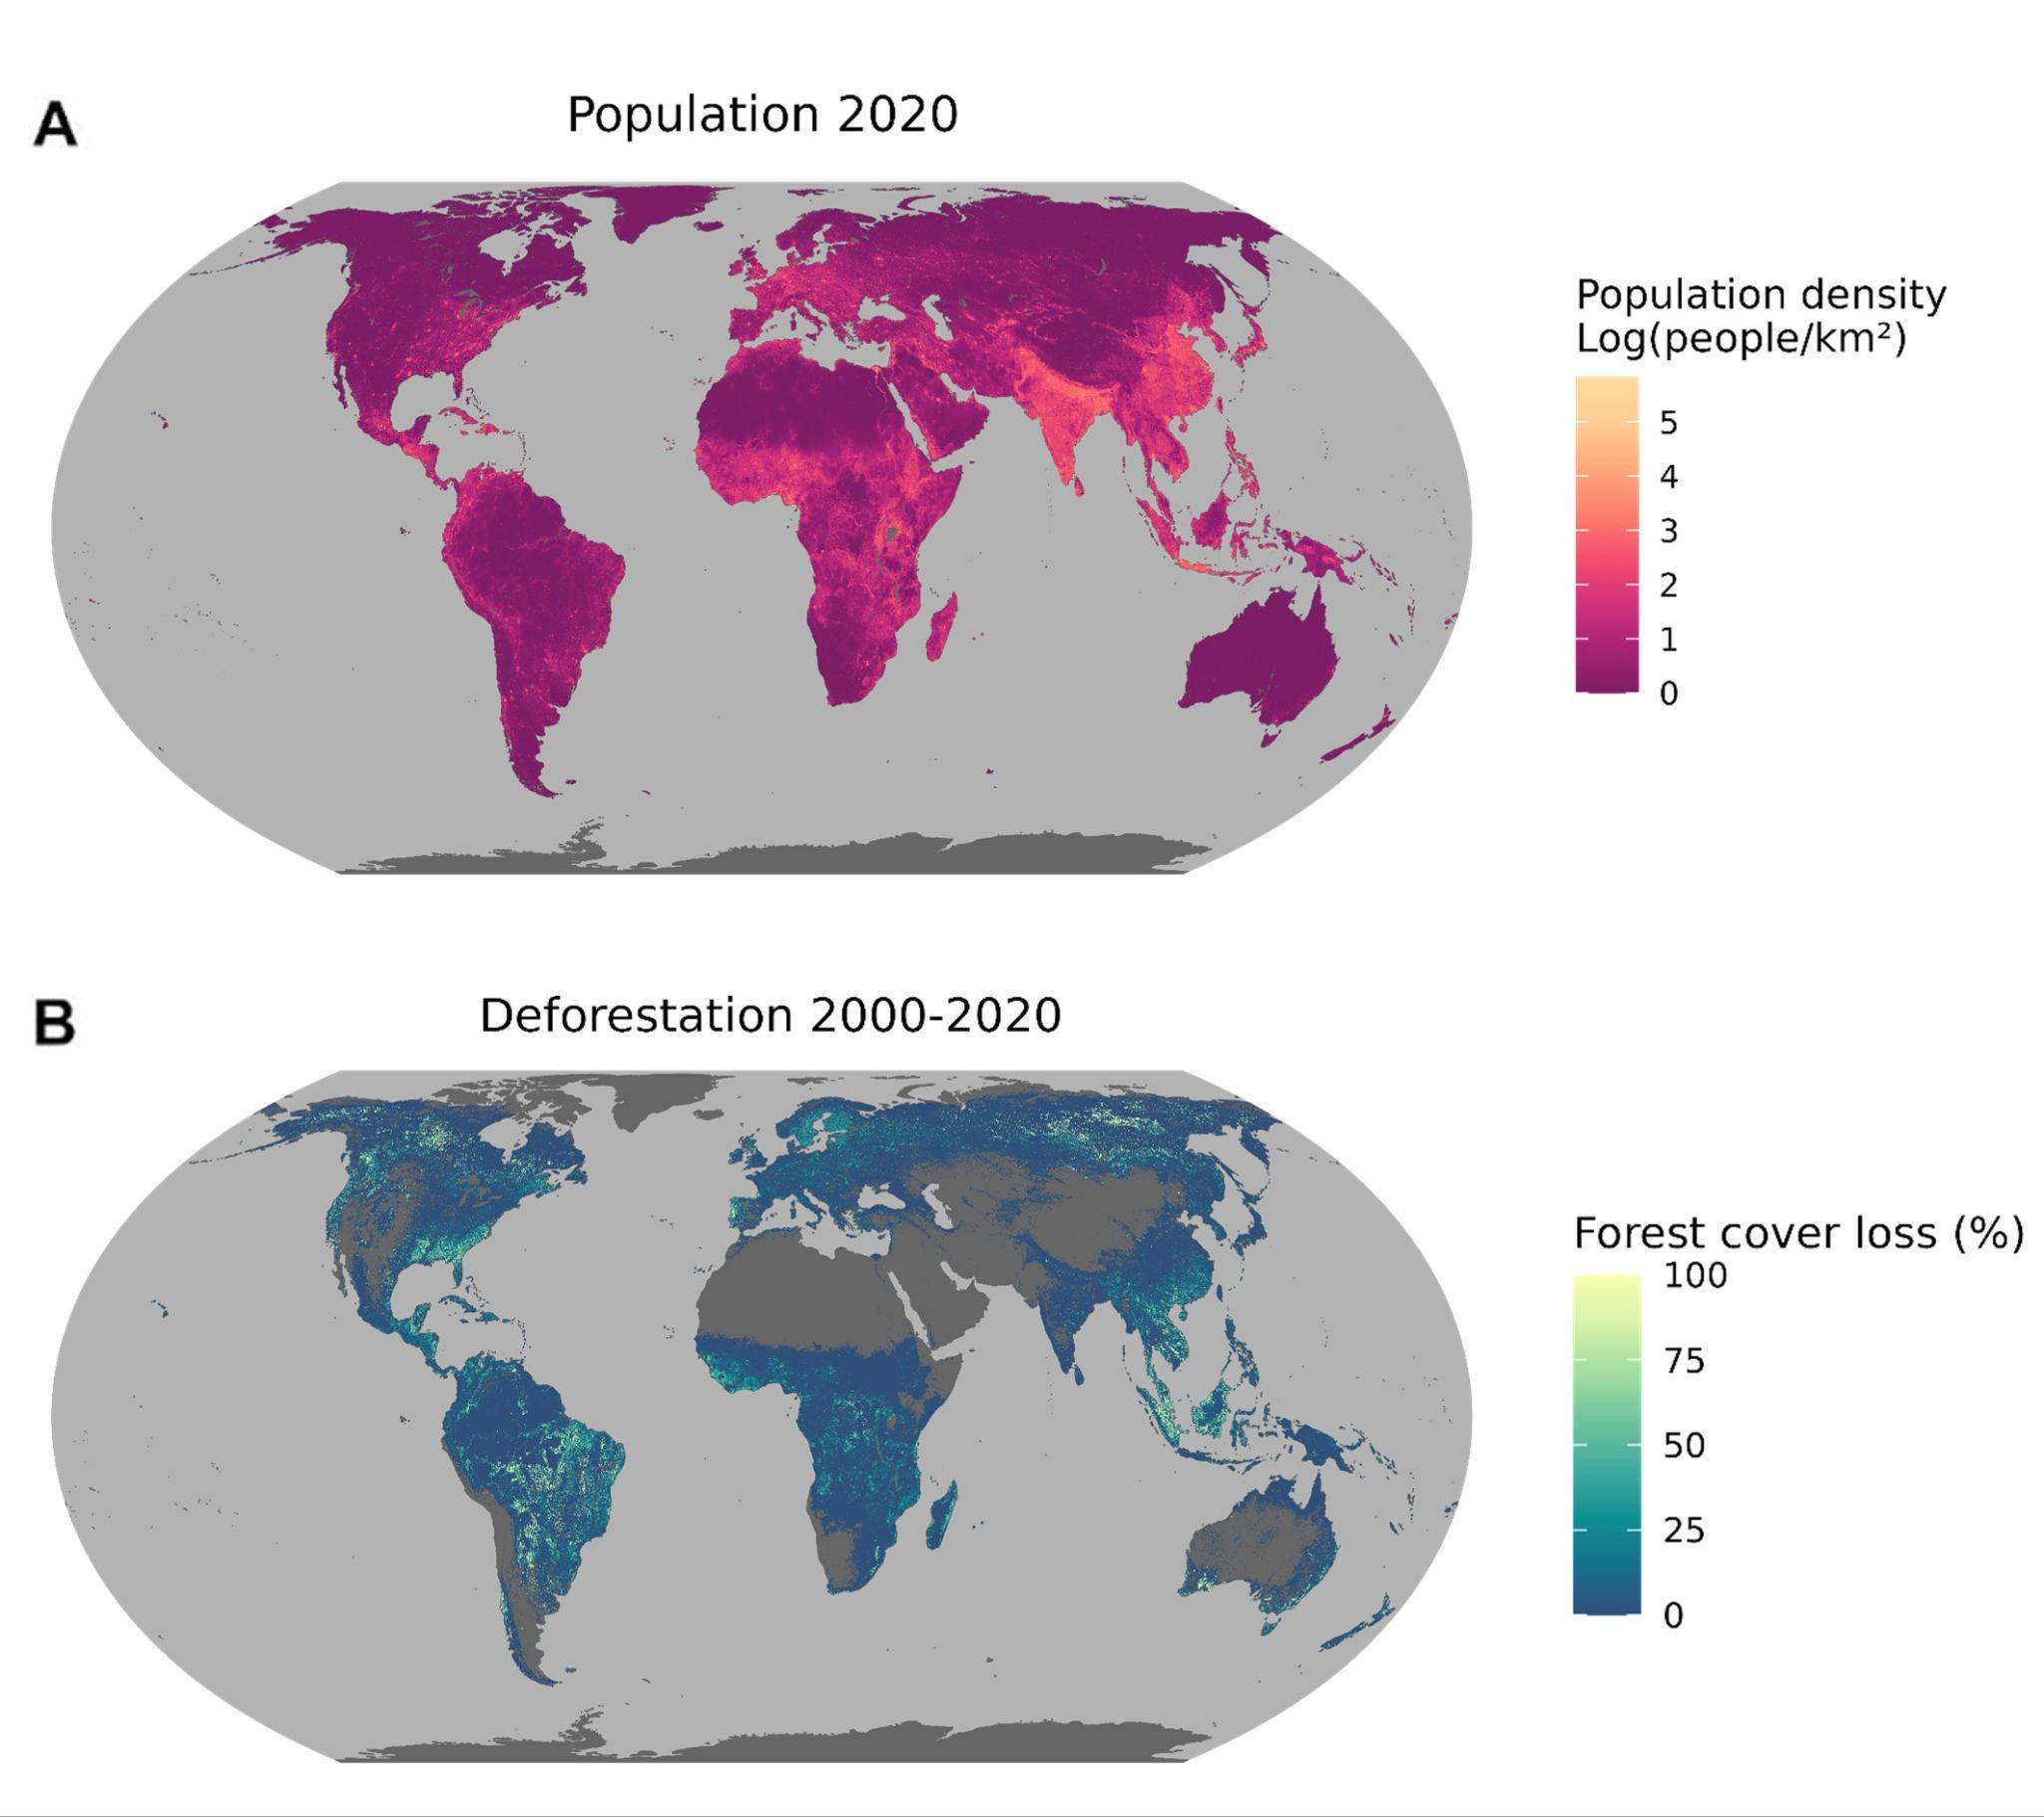 A
Population 2020
Population density
Log(people/km²)
5
4
3
2
1
0
B
Deforestation 2000-2020
Forest cover loss (%)
100
75
50
25
0